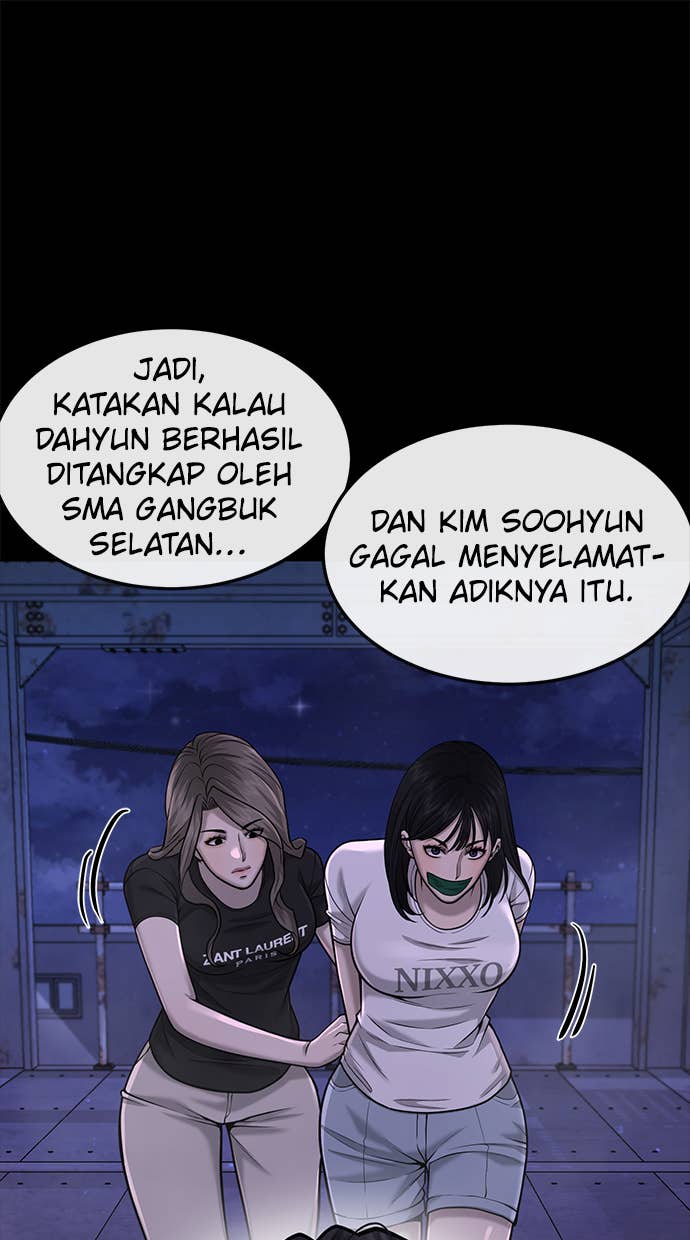 JADI,
KATAKAN KALAU
DAHYUN BERHASIL
DITANGKAP OLEH
SMA GANGBUK
SELATAN...
DAN KIM SOOHYUN
GAGAL MENYELAMAT-
KAN ADIKNYA ITU.
ZANT LAURENT
PARIS
NIXXO